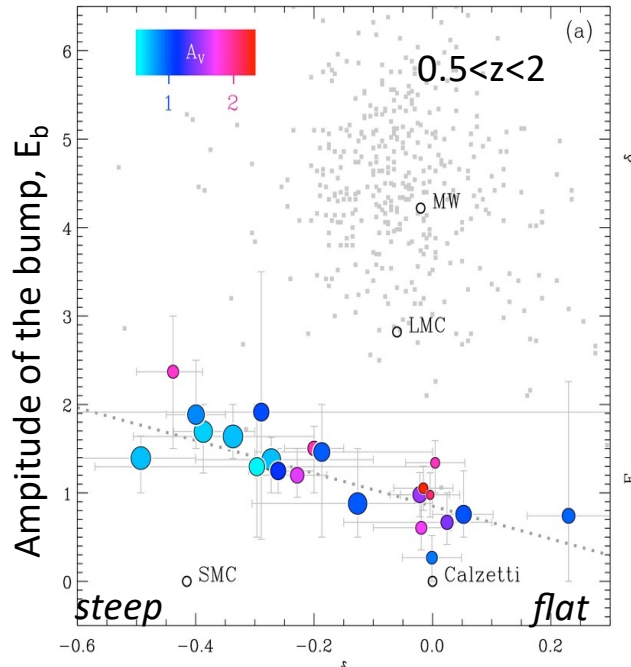 (a)
A_v
0.5<z<2
1 2
Ampitude of the bump, E_b
6
5
4
3
2
1
0
MW
LMC
SMC
Calzetti
steep
flat
-0.6 -0.4 -0.2 0.0 0.2